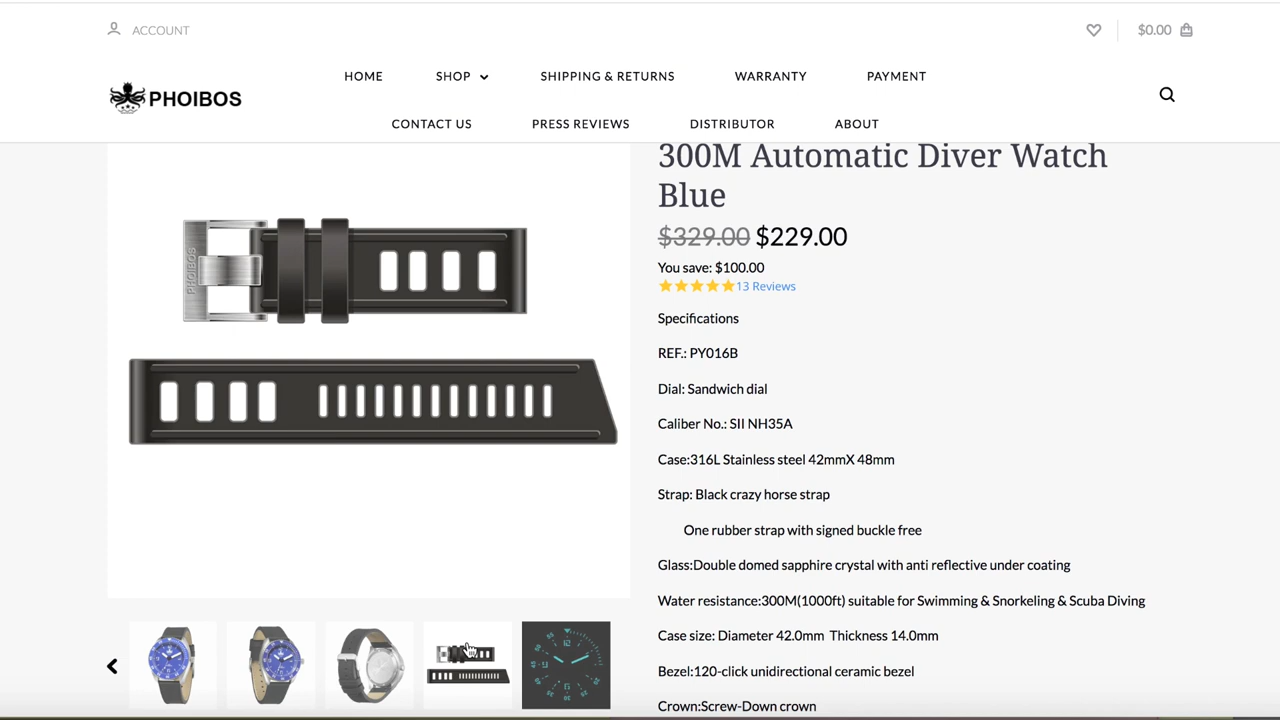 ACCOUNT
$0.00
PHOIBOS
HOME SHOP SHIPPING & RETURNS WARRANTY PAYMENT
CONTACT US PRESS REVIEWS DISTRIBUTOR ABOUT
300M Automatic Diver Watch
Blue
$329.00 $229.00
You save: $100.00
13 Reviews
Specifications
REF.: PY016B
Dial: Sandwich dial
Caliber No.: SII NH35A
Case:316L Stainless steel 42mmX 48mm
Strap: Black crazy horse strap
One rubber strap with signed buckle free
Glass:Double domed sapphire crystal with anti reflective under coating
Water resistance:300M(1000ft) suitable for Swimming & Snorkeling & Scuba Diving
Case size: Diameter 42.0mm Thickness 14.0mm
Bezel:120-click unidirectional ceramic bezel
Crown:Screw-Down crown
PHOIBOS